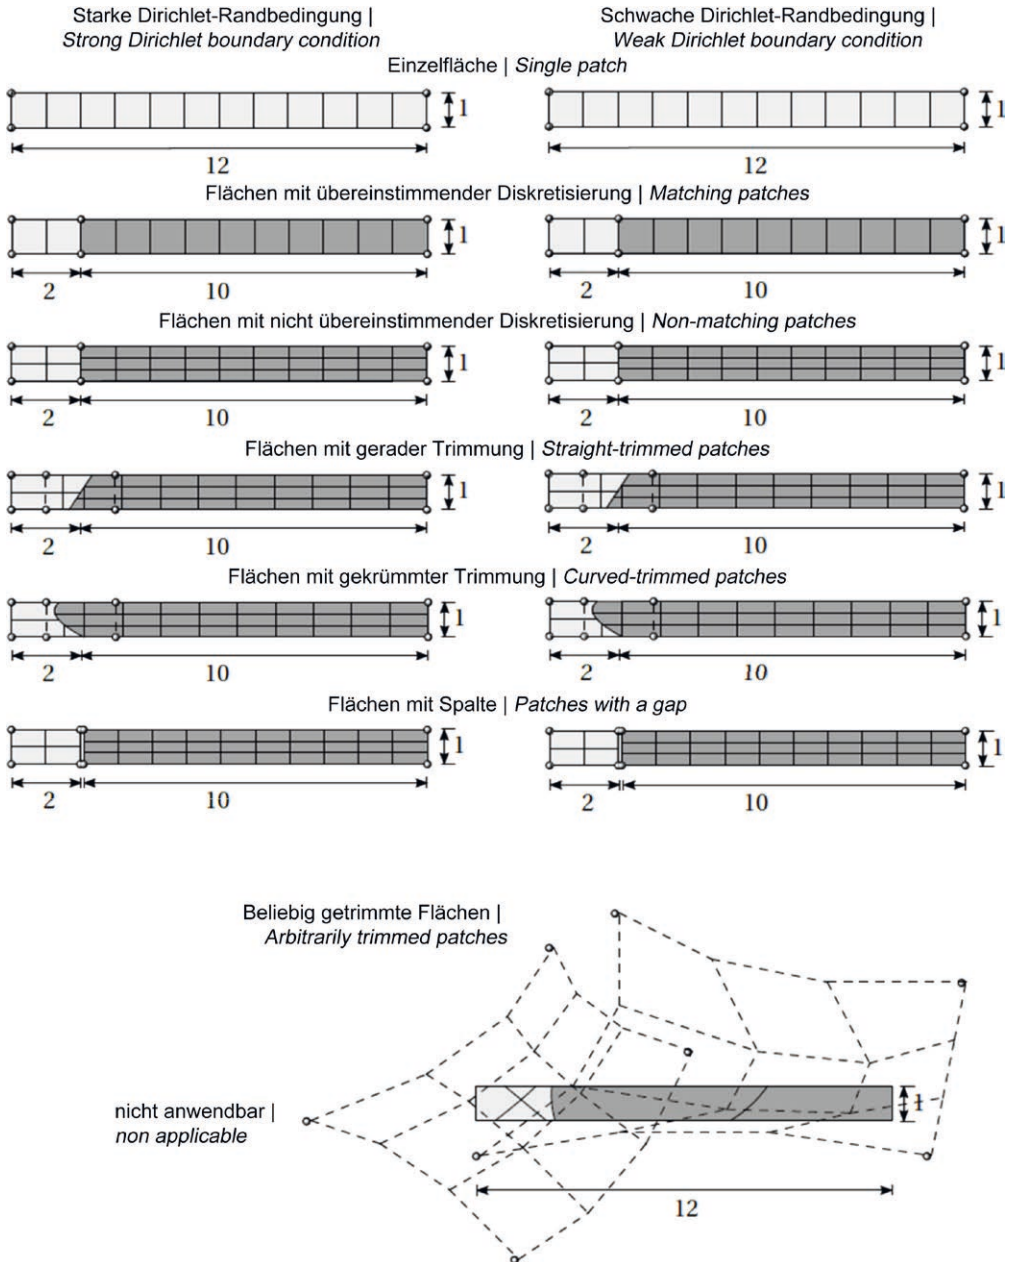 Starke Dirichlet-Randbedingung |
Strong Dirichlet boundary condition
Schwache Dirichlet-Randbedingung |
Weak Dirichlet boundary condition
Einzelfläche | Single patch
1
1
12
12
Flächen mit übereinstimmender Diskretisierung | Matching patches
1
1
2
10
2
10
Flächen mit nicht übereinstimmender Diskretisierung | Non-matching patches
1
1
2
10
2
10
Flächen mit gerader Trimmung | Straight-trimmed patches
1
1
2
10
2
10
Flächen mit gekrümmter Trimmung | Curved-trimmed patches
1
1
2
10
2
10
Flächen mit Spalte | Patches with a gap
1
1
2
10
2
10
Beliebig getrimmte Flächen |
Arbitrarily trimmed patches
nicht anwendbar |
non applicable
1
12